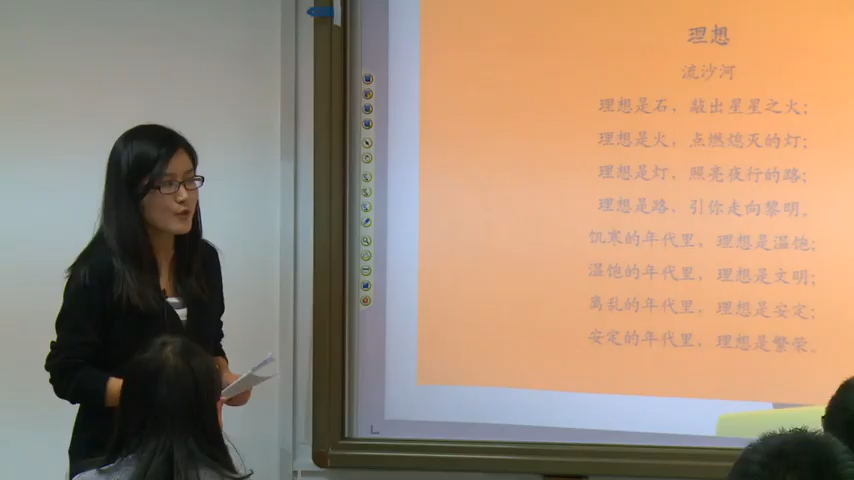 理想
流沙河
理想是石，敲出星星之火；
理想是火，点燃熄灭的灯；
理想是灯，照亮夜行的路；
理想是路，引你走向黎明。
饥寒的年代里，理想是温饱；
温饱的年代里，理想是文明；
离乱的年代里，理想是安定；
安定的年代里，理想是繁荣。